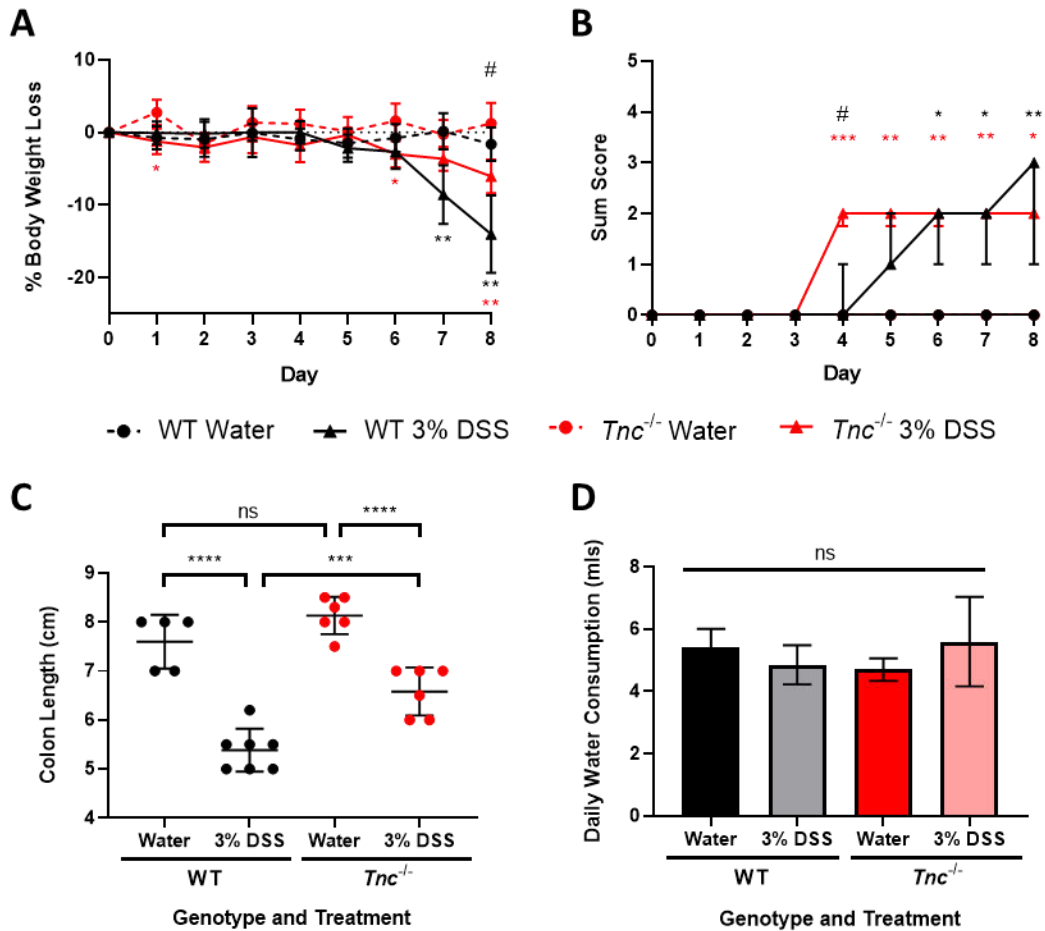 A
% Body Weight Loss
10
0
-10
-20
#
*
*
**
**
**
0 1 2 3 4 5 6 7 8
Day
B
Sum Score
5
4
3
2
1
0
# * * **
*** ** ** ** *
0 1 2 3 4 5 6 7 8
Day
WT Water WT 3% DSS Tnc-/- Water Tnc-/- 3% DSS
C
Colon Length (cm)
ns ****
**** ***
9
8
7
6
5
4
Water 3% DSS Water 3% DSS
WT Tnc-/-
Genotype and Treatment
D
Daily Water Consumption (mls)
ns
8
6
4
2
0
Water 3% DSS Water 3% DSS
WT Tnc-/-
Genotype and Treatment